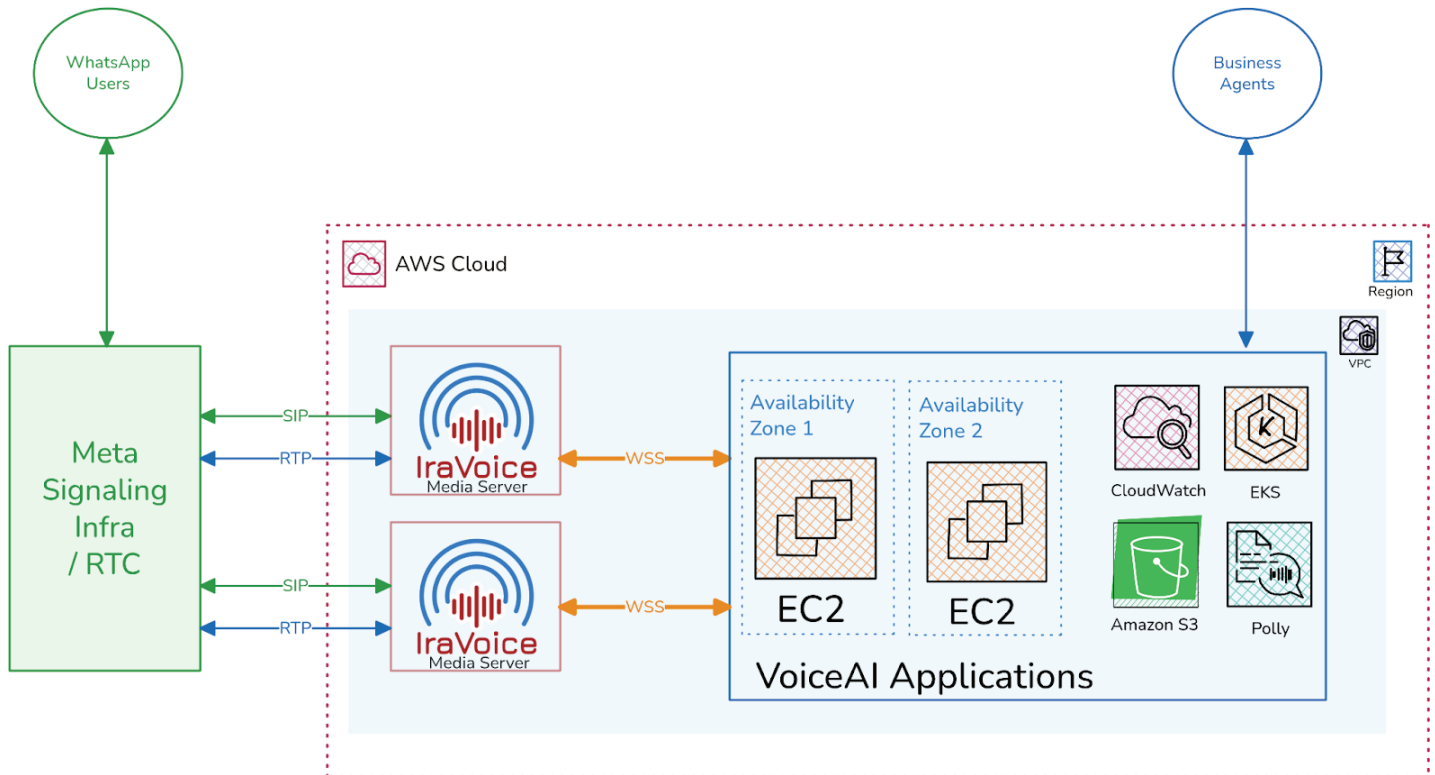 WhatsApp
Users
Business
Agents
AWS Cloud
Region
VPC
Meta
Signaling
Infra
/ RTC
SIP
RTP
SIP
RTP
IraVoice
Media Server
IraVoice
Media Server
WSS
WSS
Availability
Zone 1
EC2
Availability
Zone 2
EC2
CloudWatch
EKS
K
Amazon S3
Polly
VoiceAI Applications